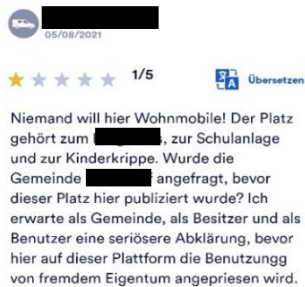 05/08/2021
1/5
Übersetzen
Niemand will hier Wohnmobile! Der Platz
gehört zum , zur Schulanlage
und zur Kinderkrippe. Wurde die
Gemeinde angefragt, bevor
dieser Platz hier publiziert wurde? Ich
erwarte als Gemeinde, als Besitzer und als
Benutzer eine seriösere Abklärung, bevor
hier auf dieser Plattform die Benutzungg
von fremdem Eigentum angepriesen wird.